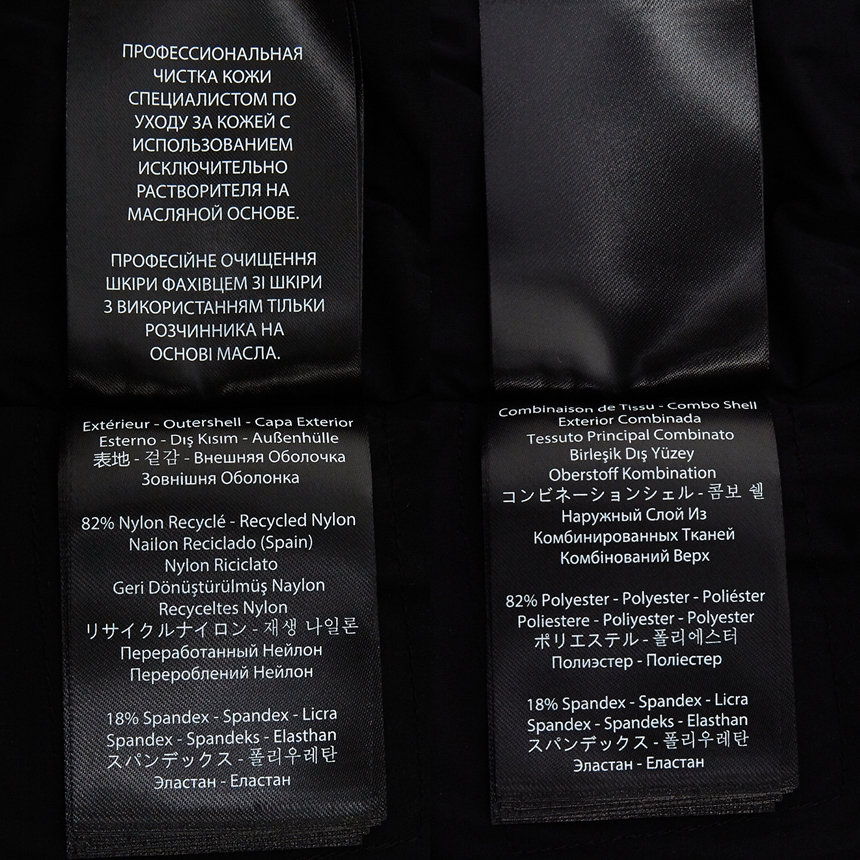 ПРОФЕССИОНАЛЬНАЯ
ЧИСТКА КОЖИ
СПЕЦИАЛИСТОМ ПО
УХОДУ ЗА КОЖЕЙ С
ИСПОЛЬЗОВАНИЕМ
ИСКЛЮЧИТЕЛЬНО
РАСТВОРИТЕЛЯ НА
МАСЛЯНОЙ ОСНОВЕ.
ПРОФЕСІЙНЕ ОЧИЩЕННЯ
ШКІРИ ФАХІВЦЕМ ЗІ ШКІРИ
З ВИКОРИСТАННЯМ ТІЛЬКИ
РОЗЧИННИКА НА
ОСНОВІ МАСЛА.
Extérieur - Outershell - Capa Exterior
Esterno - Dış Kısım - Außenhülle
表地 - 겉감 - Внешняя Оболочка
Зовнішня Оболонка
82% Nylon Recyclé - Recycled Nylon
Nailon Reciclado (Spain)
Nylon Riciclato
Geri Dönüştürülmüş Naylon
Recyceltes Nylon
リサイクルナイロン - 재생 나일론
Переработанный Нейлон
Перероблений Нейлон
18% Spandex - Spandex - Licra
Spandex - Spandeks - Elasthan
スパンデックス - 폴리우레탄
Эластан - Еластан
Combinaison de Tissu - Combo Shell
Exterior Combinada
Tessuto Principal Combinato
Birleşik Dış Yüzey
Oberstoff Kombination
コンビネーションシェル - 콤보 쉘
Наружный Слой Из
Комбинированных Тканей
Комбінований Верх
82% Polyester - Polyester - Poliéster
Poliestere - Poliyester - Polyester
ポリエステル - 폴리에스터
Полиэстер - Поліестер
18% Spandex - Spandex - Licra
Spandex - Spandeks - Elasthan
スパンデックス - 폴리우레탄
Эластан - Еластан